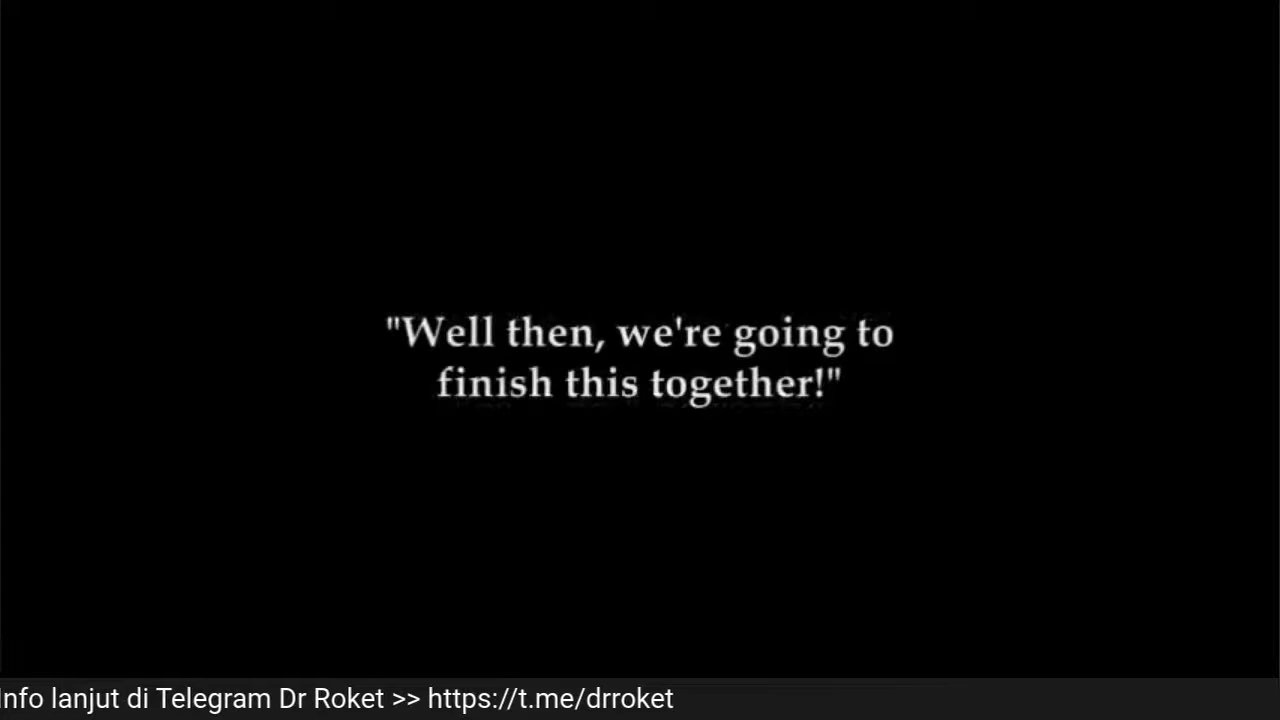 "Well then, we're going to
finish this together!"
Info lanjut di Telegram Dr Roket >> https://t.me/drroket